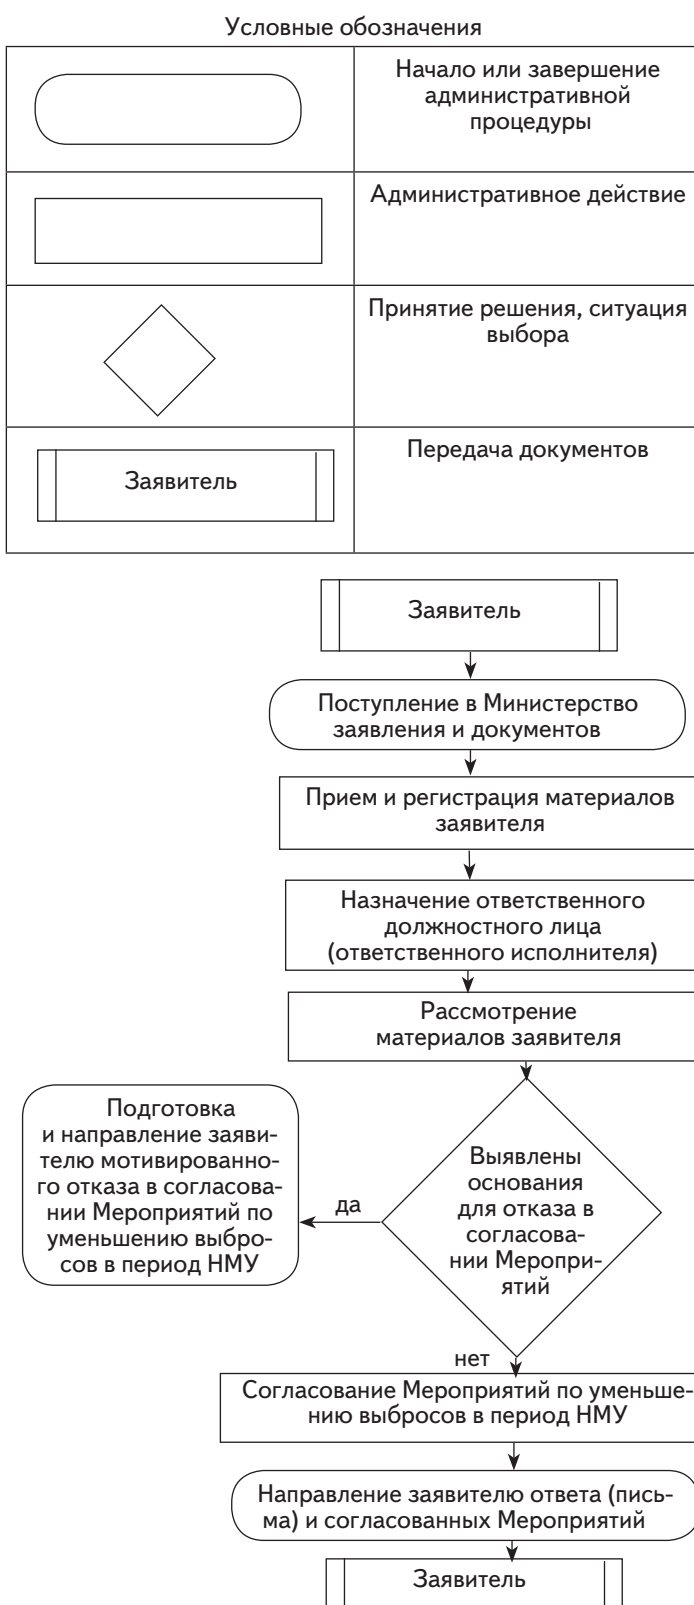 Условные обозначения
Начало или завершение
административной
процедуры
Административное действие
Принятие решения, ситуация
выбора
Заявитель
Передача документов
Заявитель
Поступление в Министерство
заявления и документов
Прием и регистрация материалов
заявителя
Назначение ответственного
должностного лица
(ответственного исполнителя)
Рассмотрение
материалов заявителя
Подготовка
и направление заяви-
телю мотивированно-
го отказа в согласова-
нии Мероприятий по
уменьшению выбро-
сов в период НМУ
да
Выявлены
основания
для отказа в
согласова-
нии Меропри-
ятий
нет
Согласование Мероприятий по уменьше-
нию выбросов в период НМУ
Направление заявителю ответа (пись-
ма) и согласованных Мероприятий
Заявитель